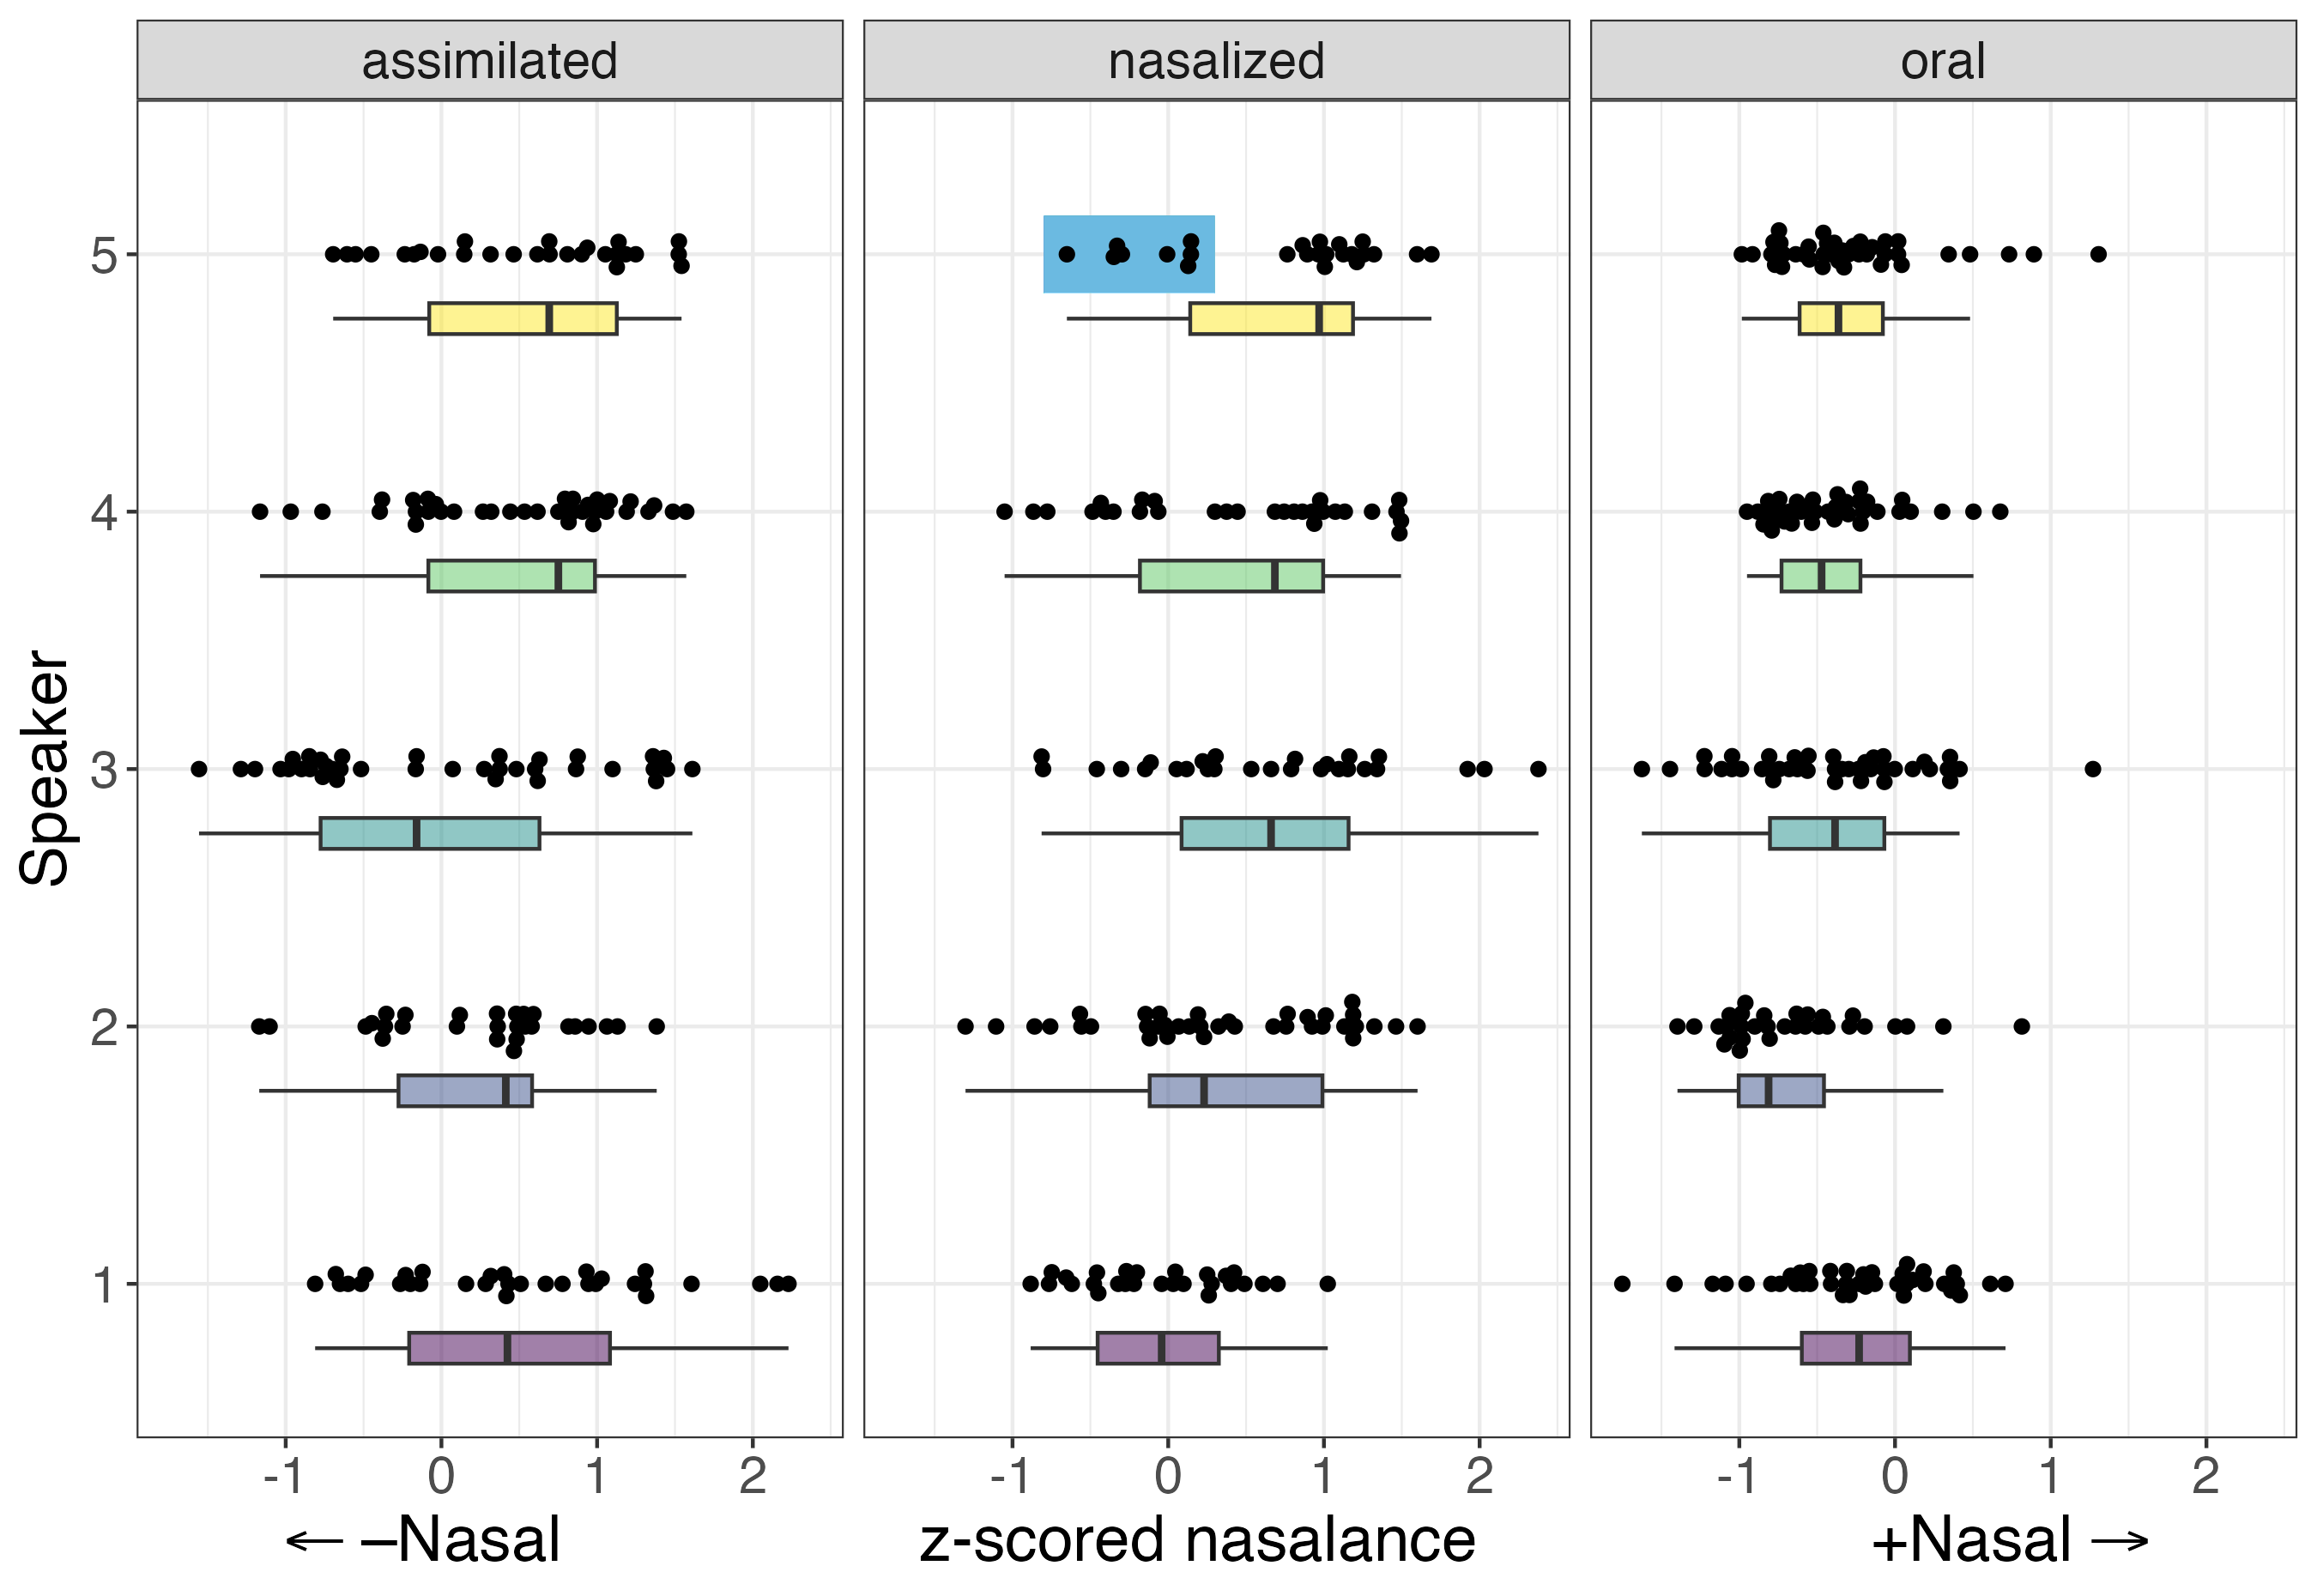 assimilated nasalized oral
5
4
3
2
1
Speaker
-1 0 1 2 -1 0 1 2 -1 0 1 2
← –Nasal z-scored nasalance +Nasal →